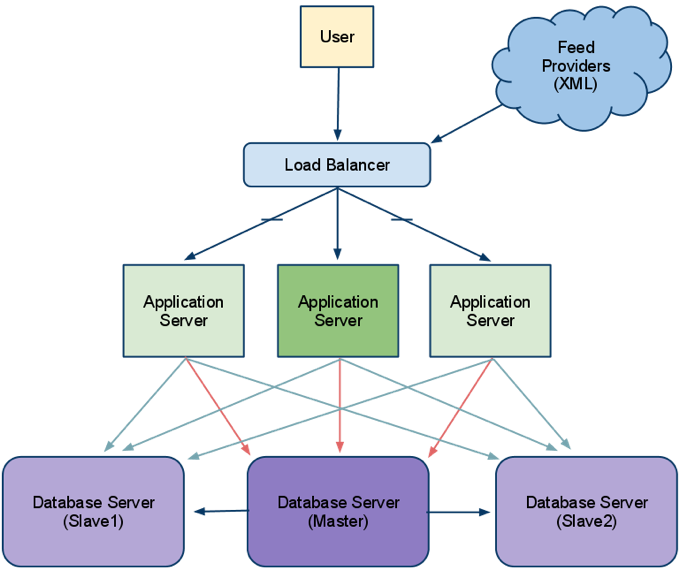 User
Feed
Providers
(XML)
Load Balancer
Application
Server
Application
Server
Application
Server
Database Server
(Slave1)
Database Server
(Master)
Database Server
(Slave2)